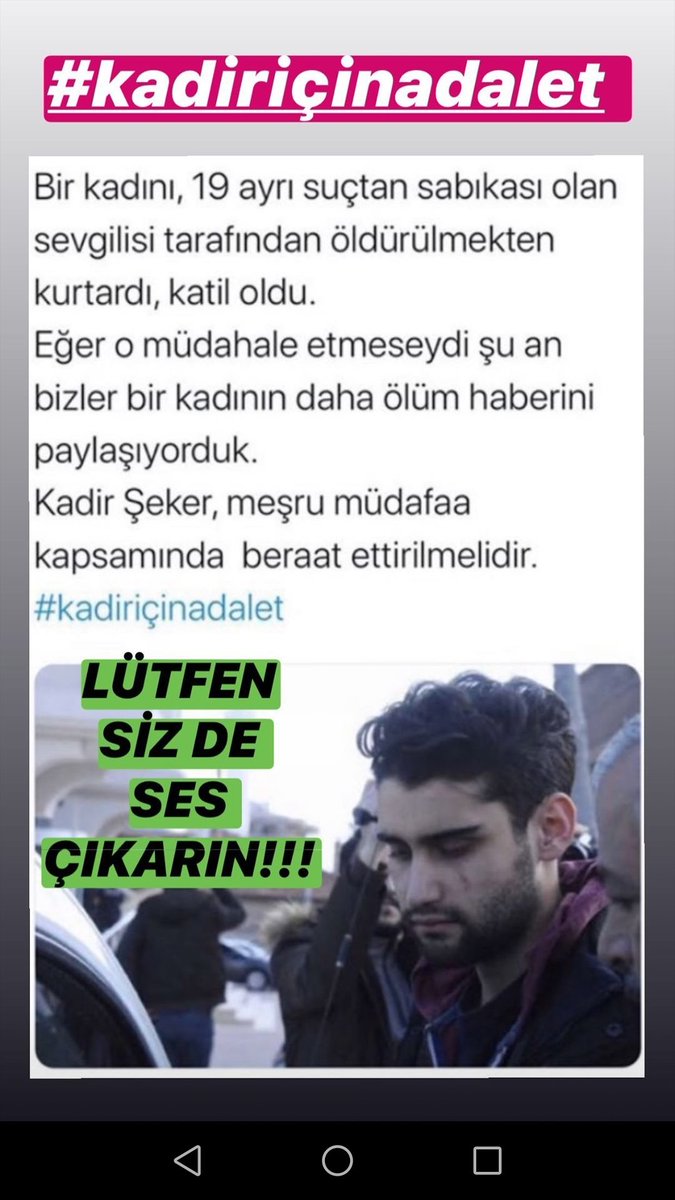 #kadiriçinadalet
Bir kadını, 19 ayrı suçtan sabıkası olan
sevgilisi tarafından öldürülmekten
kurtardı, katil oldu.
Eğer o müdahale etmeseydi şu an
bizler bir kadının daha ölüm haberini
paylaşıyorduk.
Kadir Şeker, meşru müdafaa
kapsamında beraat ettirilmelidir.
#kadiriçinadalet
LÜTFEN
SİZ DE
SES
ÇIKARIN!!!